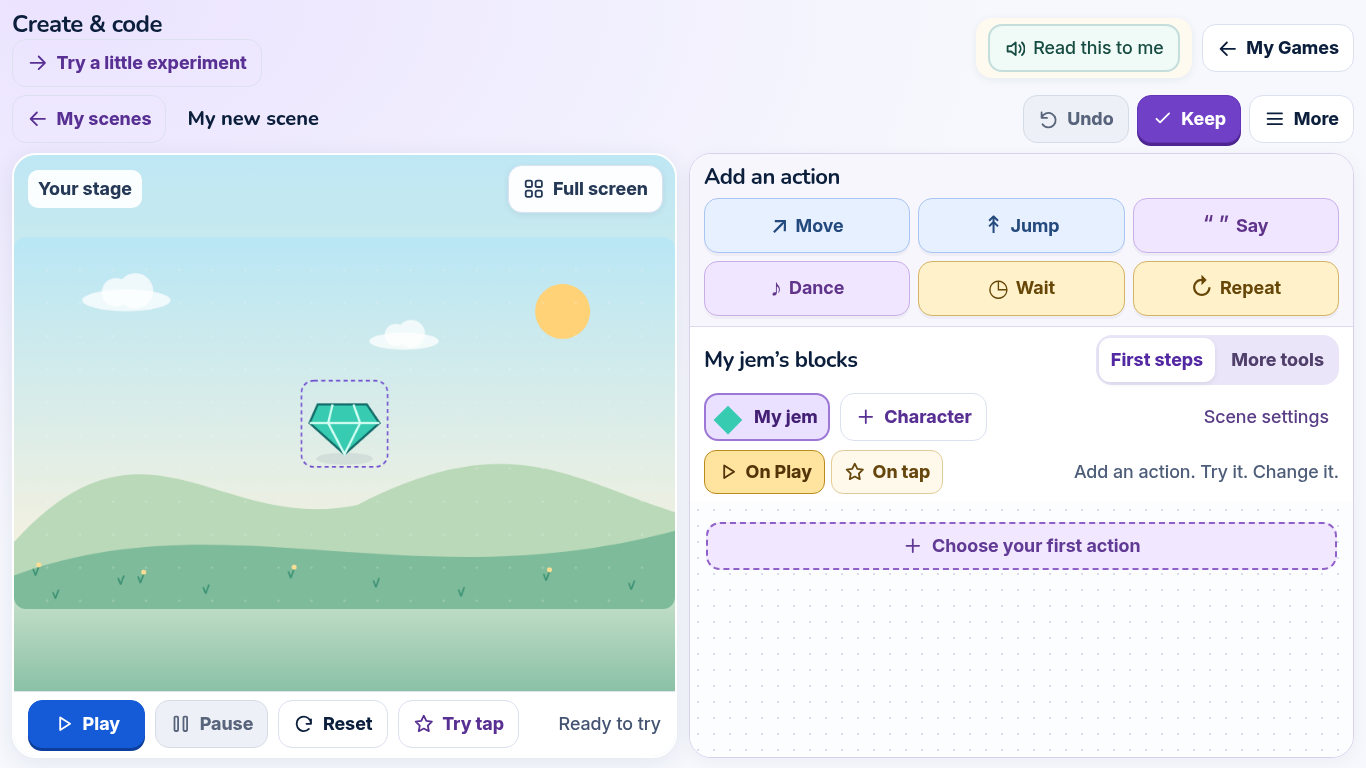 Create & code
Try a little experiment
Read this to me
My Games
My scenes
My new scene
Undo
Keep
More
Your stage
Full screen
Add an action
Move
Jump
“ ” Say
Dance
Wait
Repeat
My jem’s blocks
First steps
More tools
My jem
Character
Scene settings
On Play
On tap
Add an action. Try it. Change it.
Choose your first action
Play
Pause
Reset
Try tap
Ready to try